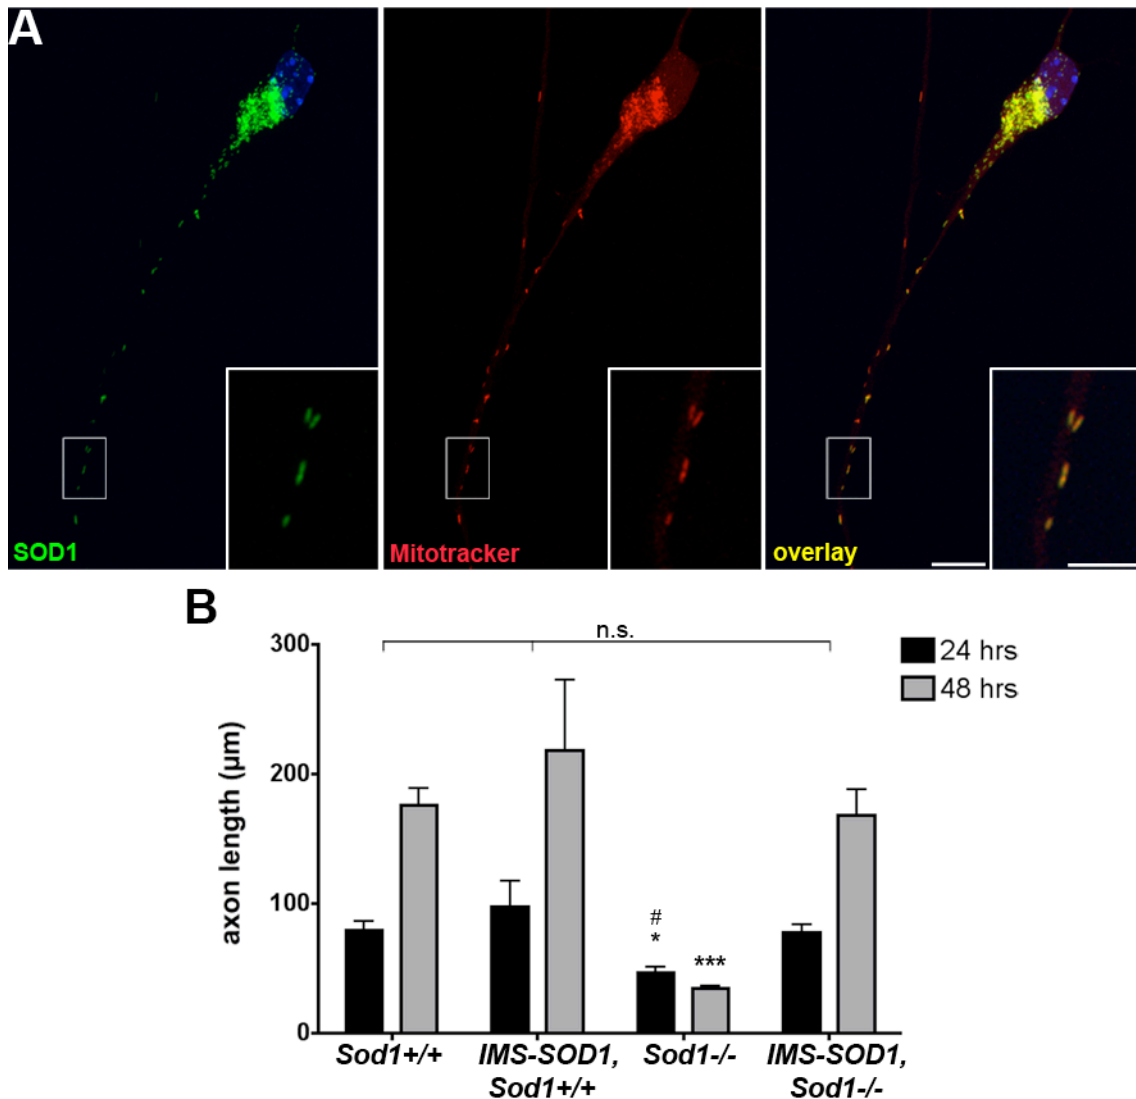 A
SOD1
Mitotracker
overlay
B
n.s.
300
200
100
0
axon length (µm)
24 hrs
48 hrs
#
*
***
Sod1+/+
IMS-SOD1,
Sod1+/+
Sod1-/-
IMS-SOD1,
Sod1-/-